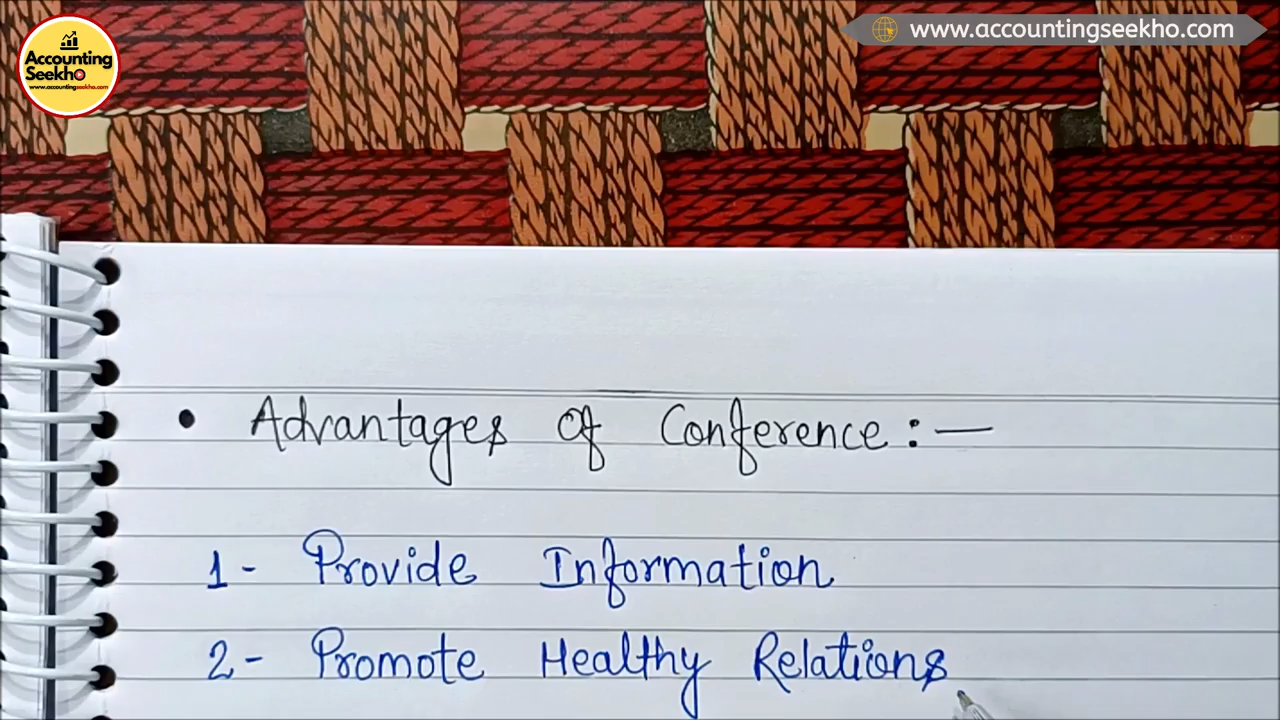 Accounting
Seekho
www.accountingseekho.com
www.accountingseekho.com
• Advantages Of Conference :—
1- Provide Information
2- Promote Healthy Relations